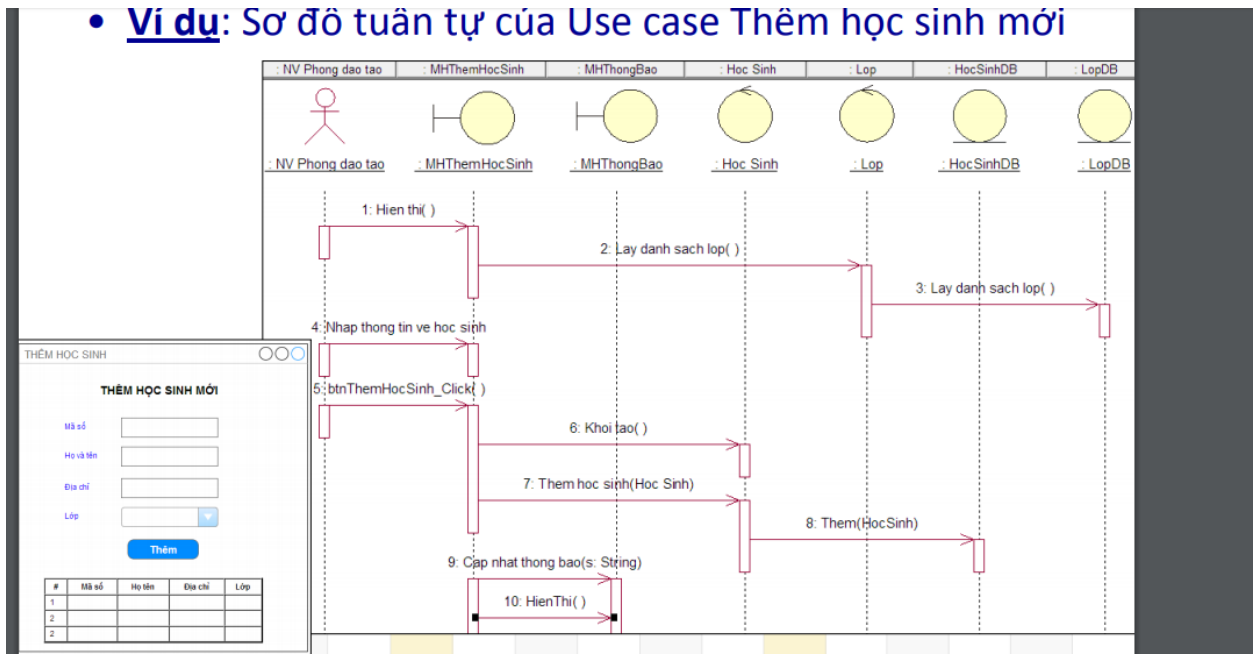 • Ví dụ: Sơ đồ tuần tự của Use case Thêm học sinh mới
: NV Phong dao tao : MHThemHocSinh : MHThongBao : Hoc Sinh : Lop : HocSinhDB : LopDB
: NV Phong dao tao : MHThemHocSinh : MHThongBao : Hoc Sinh : Lop : HocSinhDB : LopDB
1: Hien thi( )
2: Lay danh sach lop( )
3: Lay danh sach lop( )
4: Nhap thong tin ve hoc sinh
5: btnThemHocSinh_Click( )
6: Khoi tao( )
7: Them hoc sinh(Hoc Sinh)
8: Them(HocSinh)
9: Cap nhat thong bao(s: String)
10: HienThi( )
THÊM HỌC SINH
THÊM HỌC SINH MỚI
Mã số
Họ và tên
Địa chỉ
Lớp
Thêm
# Mã số Họ tên Địa chỉ Lớp
1
2
2